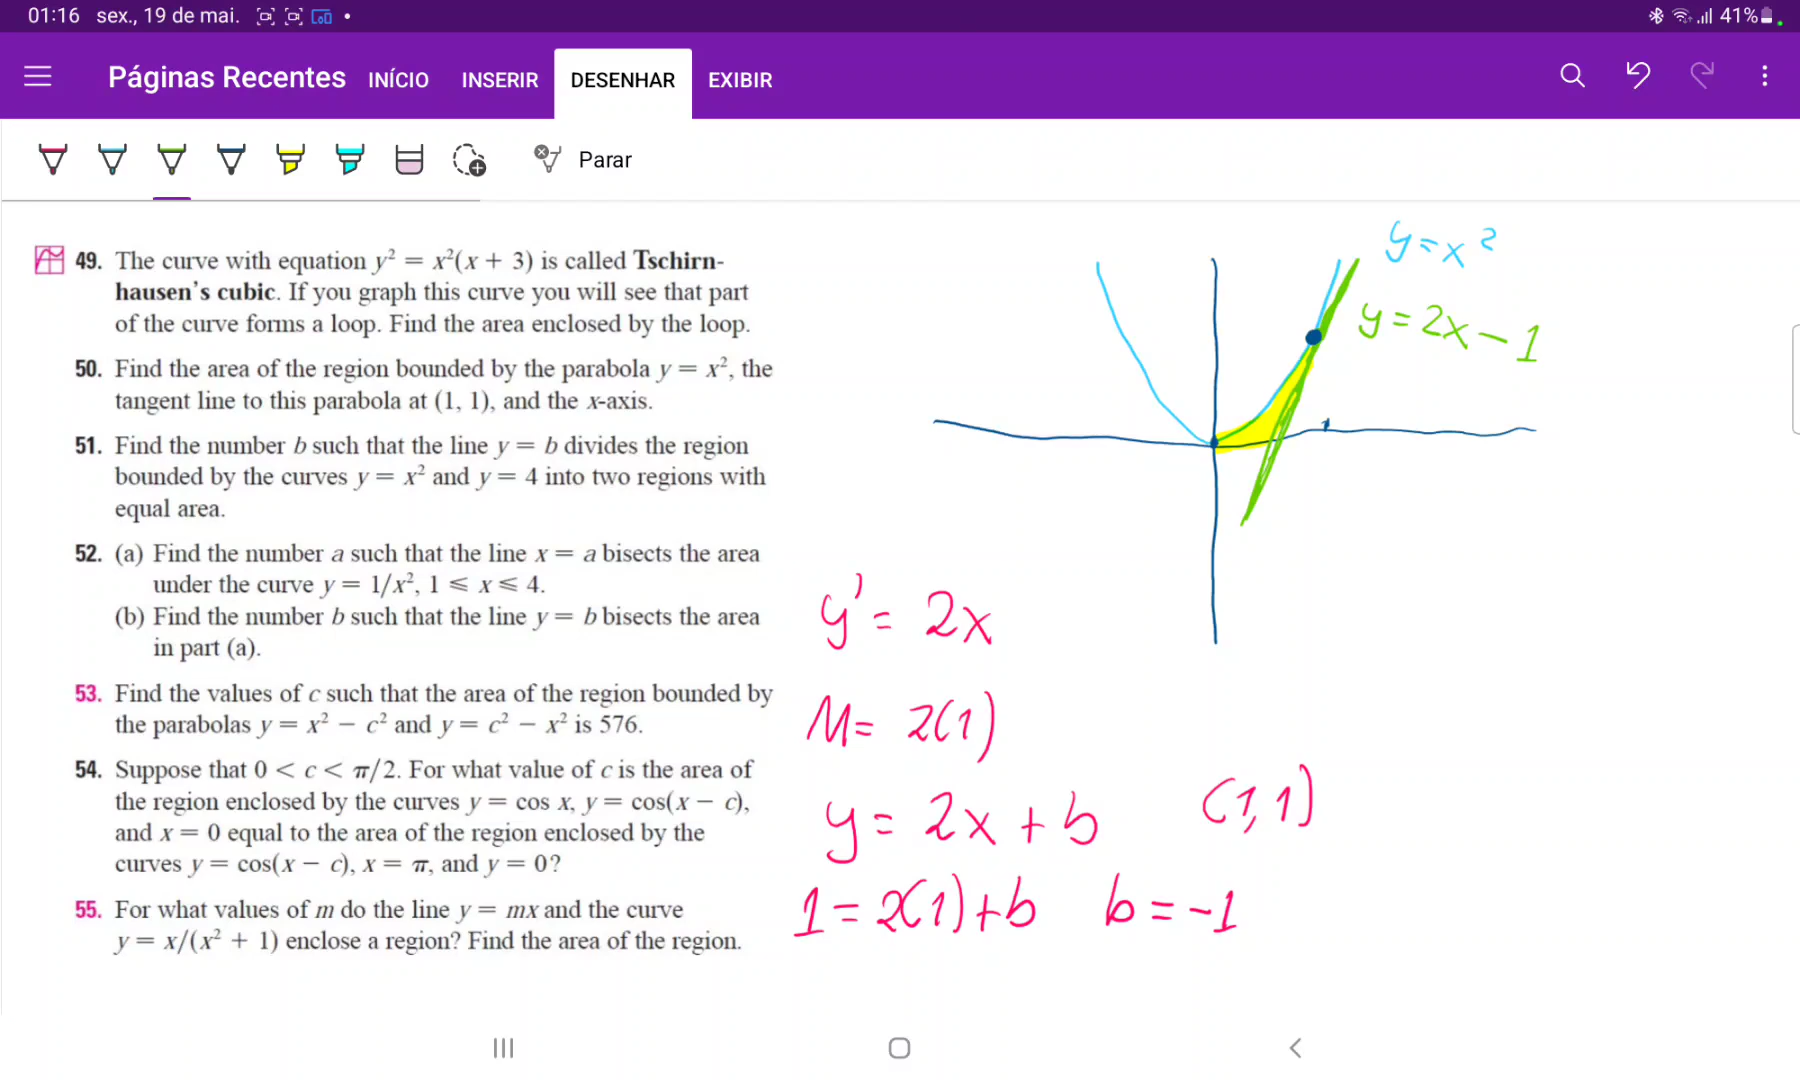 01:16 sex., 19 de mai. • 41%
Páginas Recentes INÍCIO INSERIR DESENHAR EXIBIR
Parar
49. The curve with equation y² = x²(x + 3) is called Tschirn-
hausen's cubic. If you graph this curve you will see that part
of the curve forms a loop. Find the area enclosed by the loop.
50. Find the area of the region bounded by the parabola y = x², the
tangent line to this parabola at (1, 1), and the x-axis.
51. Find the number b such that the line y = b divides the region
bounded by the curves y = x² and y = 4 into two regions with
equal area.
52. (a) Find the number a such that the line x = a bisects the area
under the curve y = 1/x², 1 ⩽ x ⩽ 4.
(b) Find the number b such that the line y = b bisects the area
in part (a).
53. Find the values of c such that the area of the region bounded by
the parabolas y = x² − c² and y = c² − x² is 576.
54. Suppose that 0 < c < π/2. For what value of c is the area of
the region enclosed by the curves y = cos x, y = cos(x − c),
and x = 0 equal to the area of the region enclosed by the
curves y = cos(x − c), x = π, and y = 0?
55. For what values of m do the line y = mx and the curve
y = x/(x² + 1) enclose a region? Find the area of the region.
y=x²
y=2x-1
y'= 2x
M= 2(1)
y= 2x+b (1,1)
1=2(1)+b b=-1